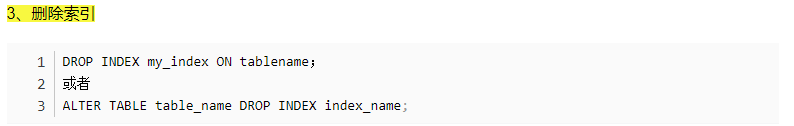 3、删除索引
1 DROP INDEX my_index ON tablename；
2 或者
3 ALTER TABLE table_name DROP INDEX index_name;